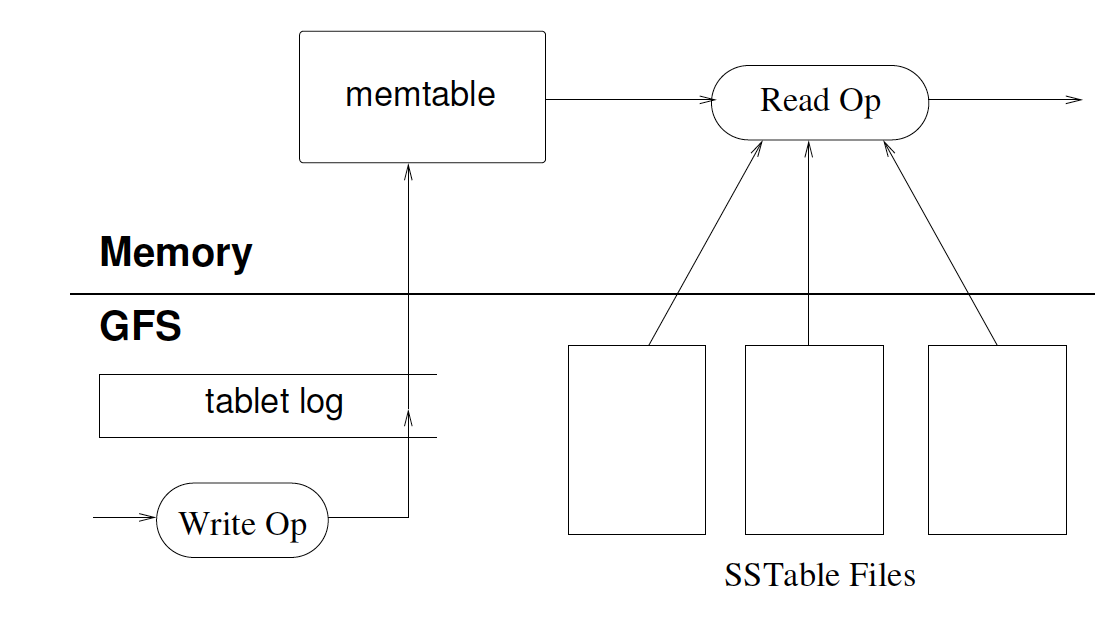 memtable
Read Op
Memory
GFS
tablet log
Write Op
SSTable Files